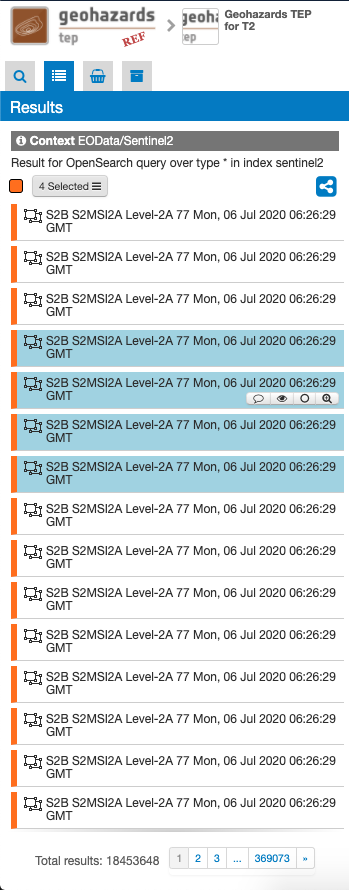 geohazards
tep
REF
geoha
tep
Geohazards TEP
for T2
Results
Context EOData/Sentinel2
Result for OpenSearch query over type * in index sentinel2
4 Selected
S2B S2MSI2A Level-2A 77 Mon, 06 Jul 2020 06:26:29
GMT
S2B S2MSI2A Level-2A 77 Mon, 06 Jul 2020 06:26:29
GMT
S2B S2MSI2A Level-2A 77 Mon, 06 Jul 2020 06:26:29
GMT
S2B S2MSI2A Level-2A 77 Mon, 06 Jul 2020 06:26:29
GMT
S2B S2MSI2A Level-2A 77 Mon, 06 Jul 2020 06:26:29
GMT
S2B S2MSI2A Level-2A 77 Mon, 06 Jul 2020 06:26:29
GMT
S2B S2MSI2A Level-2A 77 Mon, 06 Jul 2020 06:26:29
GMT
S2B S2MSI2A Level-2A 77 Mon, 06 Jul 2020 06:26:29
GMT
S2B S2MSI2A Level-2A 77 Mon, 06 Jul 2020 06:26:29
GMT
S2B S2MSI2A Level-2A 77 Mon, 06 Jul 2020 06:26:29
GMT
S2B S2MSI2A Level-2A 77 Mon, 06 Jul 2020 06:26:29
GMT
S2B S2MSI2A Level-2A 77 Mon, 06 Jul 2020 06:26:29
GMT
S2B S2MSI2A Level-2A 77 Mon, 06 Jul 2020 06:26:29
GMT
S2B S2MSI2A Level-2A 77 Mon, 06 Jul 2020 06:26:29
GMT
S2B S2MSI2A Level-2A 77 Mon, 06 Jul 2020 06:26:29
GMT
Total results: 18453648 1 2 3 ... 369073 »